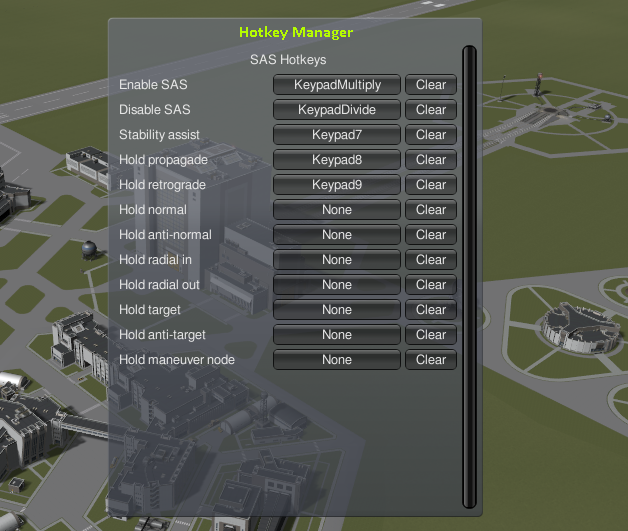 Hotkey Manager
SAS Hotkeys
Enable SAS KeypadMultiply Clear
Disable SAS KeypadDivide Clear
Stability assist Keypad7 Clear
Hold propagade Keypad8 Clear
Hold retrograde Keypad9 Clear
Hold normal None Clear
Hold anti-normal None Clear
Hold radial in None Clear
Hold radial out None Clear
Hold target None Clear
Hold anti-target None Clear
Hold maneuver node None Clear